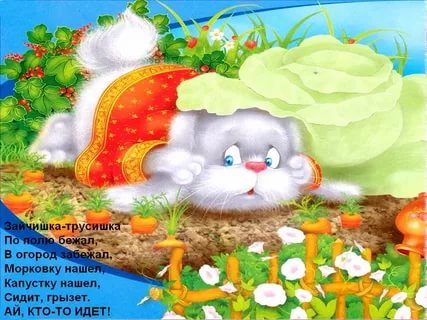 Зайчишка-трусишка
По полю бежал,
В огород забежал,
Морковку нашел,
Капустку нашел,
Сидит, грызет.
АЙ, КТО-ТО ИДЕТ!